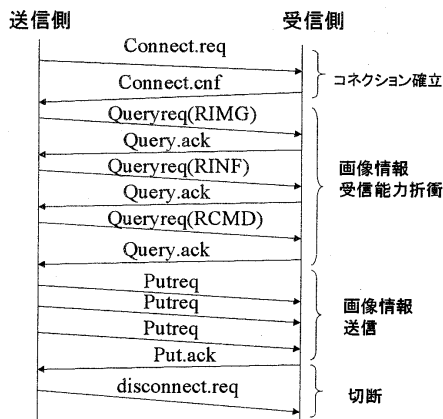 送信側
受信側
Connect.req
コネクション確立
Connect.cnf
Queryreq(RIMG)
Query.ack
Queryreq(RINF)
画像情報
受信能力折衝
Query.ack
Queryreq(RCMD)
Query.ack
Putreq
Putreq
画像情報
送信
Putreq
Put.ack
disconnect.req
切断